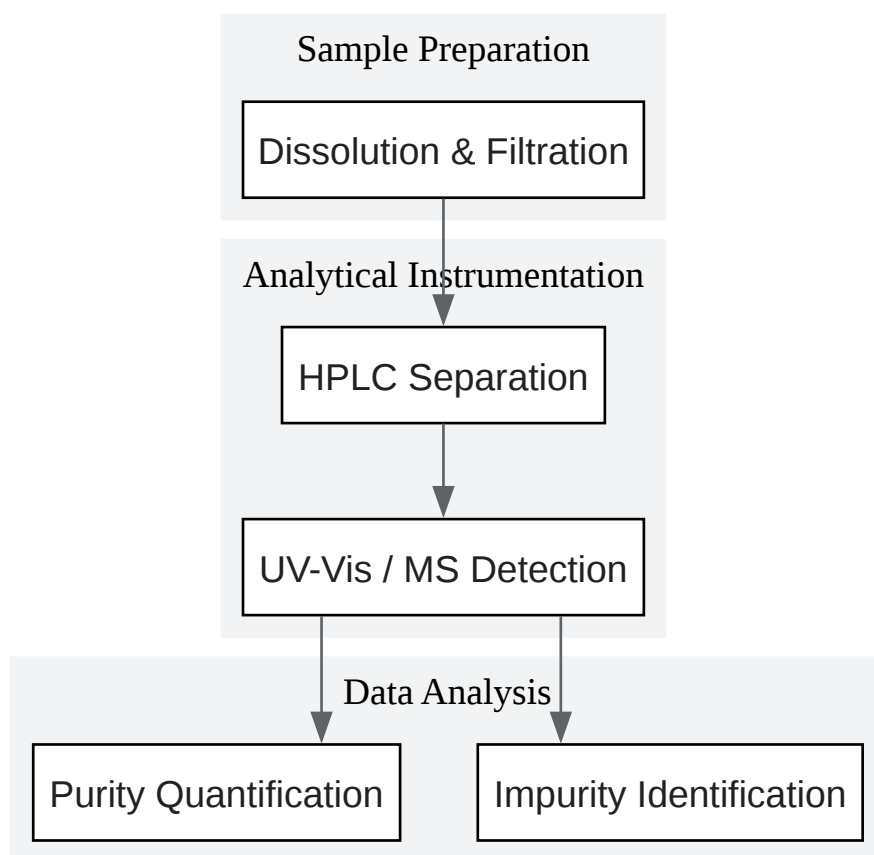 Sample Preparation
Dissolution & Filtration
Analytical Instrumentation
HPLC Separation
UV-Vis / MS Detection
Data Analysis
Purity Quantification
Impurity Identification